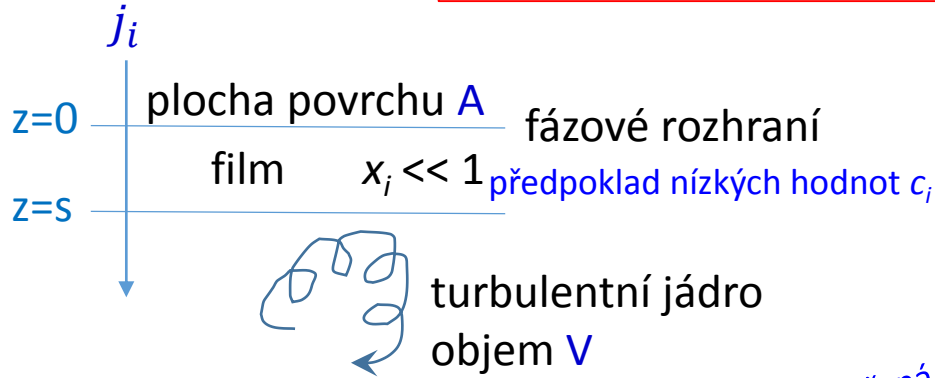 j_i
z=0 plocha povrchu A
fázové rozhraní
film x_i << 1 předpoklad nízkých hodnot c_i
z=s
turbulentní jádro
objem V